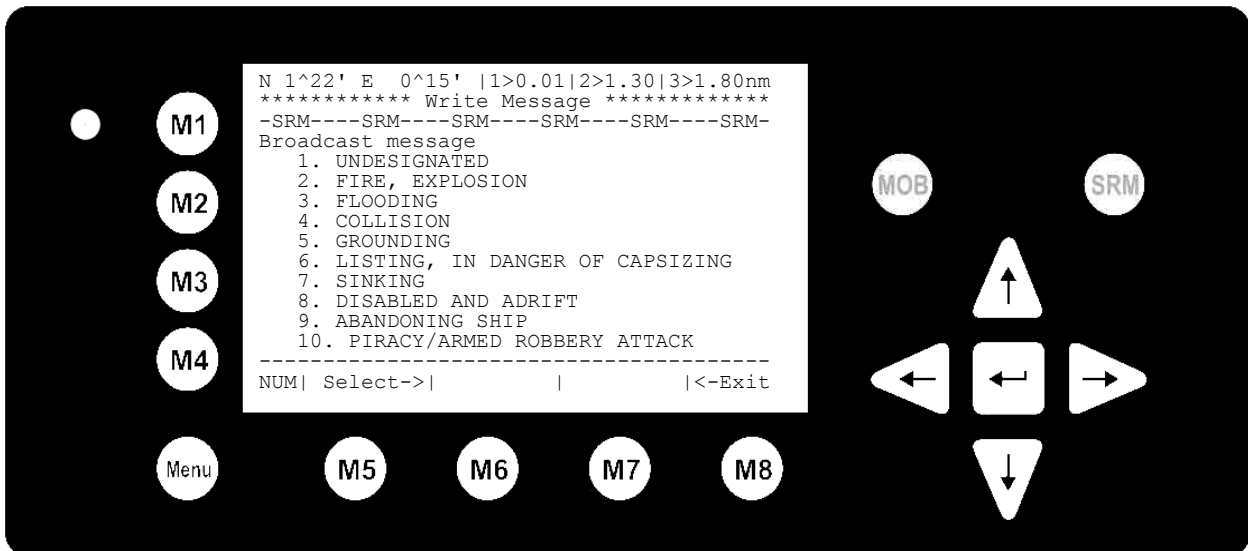 N 1^22' E  0^15' |1>0.01|2>1.30|3>1.80nm
************ Write Message *************
-SRM----SRM----SRM----SRM----SRM----SRM-
Broadcast message
1. UNDESIGNATED
2. FIRE, EXPLOSION
3. FLOODING
4. COLLISION
5. GROUNDING
6. LISTING, IN DANGER OF CAPSIZING
7. SINKING
8. DISABLED AND ADRIFT
9. ABANDONING SHIP
10. PIRACY/ARMED ROBBERY ATTACK
----------------------------------------
NUM| Select->|         |         |<-Exit
M1
M2
M3
M4
Menu
M5
M6
M7
M8
MOB
SRM